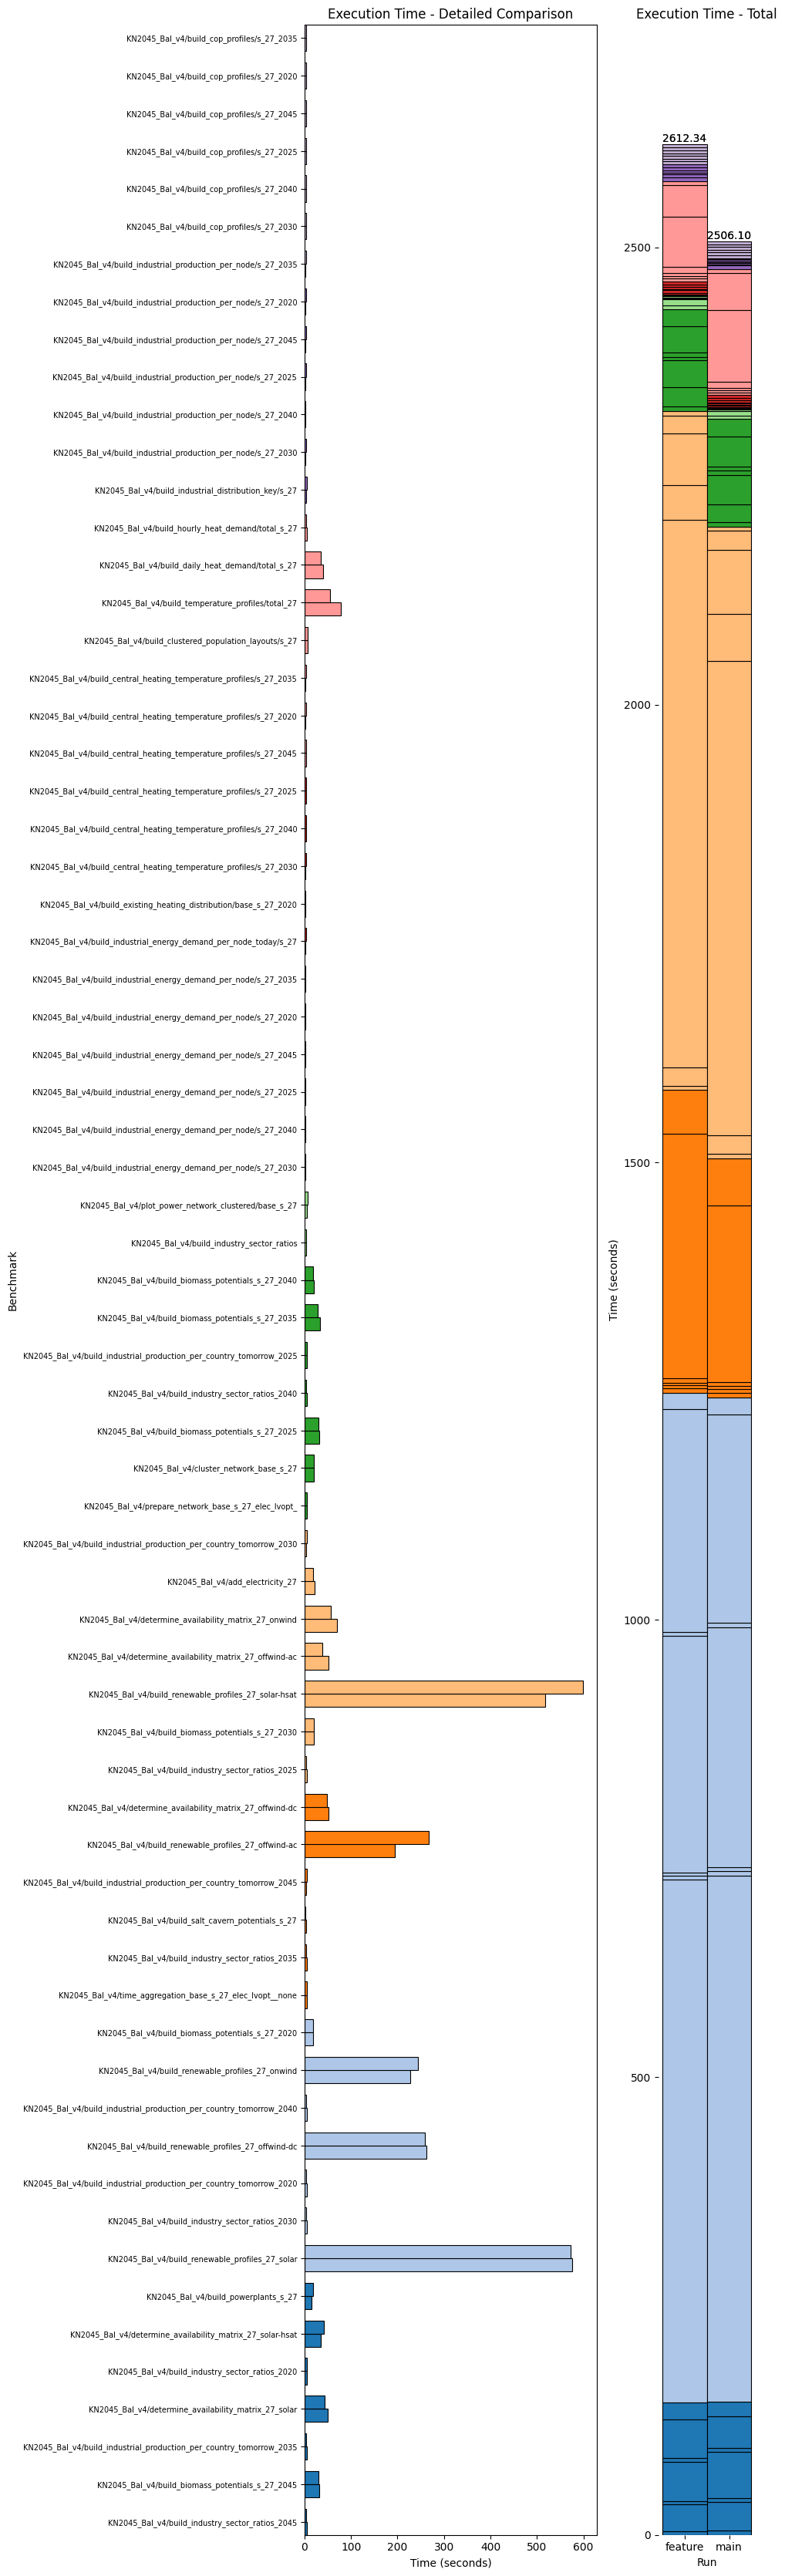 Execution Time - Detailed Comparison
Execution Time - Total
KN2045_Bal_v4/build_cop_profiles/s_27_2035
KN2045_Bal_v4/build_cop_profiles/s_27_2020
KN2045_Bal_v4/build_cop_profiles/s_27_2045
KN2045_Bal_v4/build_cop_profiles/s_27_2025
KN2045_Bal_v4/build_cop_profiles/s_27_2040
KN2045_Bal_v4/build_cop_profiles/s_27_2030
KN2045_Bal_v4/build_industrial_production_per_node/s_27_2035
KN2045_Bal_v4/build_industrial_production_per_node/s_27_2020
KN2045_Bal_v4/build_industrial_production_per_node/s_27_2045
KN2045_Bal_v4/build_industrial_production_per_node/s_27_2025
KN2045_Bal_v4/build_industrial_production_per_node/s_27_2040
KN2045_Bal_v4/build_industrial_production_per_node/s_27_2030
KN2045_Bal_v4/build_industrial_distribution_key/s_27
KN2045_Bal_v4/build_hourly_heat_demand/total_s_27
KN2045_Bal_v4/build_daily_heat_demand/total_s_27
KN2045_Bal_v4/build_temperature_profiles/total_27
KN2045_Bal_v4/build_clustered_population_layouts/s_27
KN2045_Bal_v4/build_central_heating_temperature_profiles/s_27_2035
KN2045_Bal_v4/build_central_heating_temperature_profiles/s_27_2020
KN2045_Bal_v4/build_central_heating_temperature_profiles/s_27_2045
KN2045_Bal_v4/build_central_heating_temperature_profiles/s_27_2025
KN2045_Bal_v4/build_central_heating_temperature_profiles/s_27_2040
KN2045_Bal_v4/build_central_heating_temperature_profiles/s_27_2030
KN2045_Bal_v4/build_existing_heating_distribution/base_s_27_2020
KN2045_Bal_v4/build_industrial_energy_demand_per_node_today/s_27
KN2045_Bal_v4/build_industrial_energy_demand_per_node/s_27_2035
KN2045_Bal_v4/build_industrial_energy_demand_per_node/s_27_2020
KN2045_Bal_v4/build_industrial_energy_demand_per_node/s_27_2045
KN2045_Bal_v4/build_industrial_energy_demand_per_node/s_27_2025
KN2045_Bal_v4/build_industrial_energy_demand_per_node/s_27_2040
KN2045_Bal_v4/build_industrial_energy_demand_per_node/s_27_2030
KN2045_Bal_v4/plot_power_network_clustered/base_s_27
KN2045_Bal_v4/build_industry_sector_ratios
KN2045_Bal_v4/build_biomass_potentials_s_27_2040
KN2045_Bal_v4/build_biomass_potentials_s_27_2035
KN2045_Bal_v4/build_industrial_production_per_country_tomorrow_2025
KN2045_Bal_v4/build_industry_sector_ratios_2040
KN2045_Bal_v4/build_biomass_potentials_s_27_2025
KN2045_Bal_v4/cluster_network_base_s_27
KN2045_Bal_v4/prepare_network_base_s_27_elec_lvopt_
KN2045_Bal_v4/build_industrial_production_per_country_tomorrow_2030
KN2045_Bal_v4/add_electricity_27
KN2045_Bal_v4/determine_availability_matrix_27_onwind
KN2045_Bal_v4/determine_availability_matrix_27_offwind-ac
KN2045_Bal_v4/build_renewable_profiles_27_solar-hsat
KN2045_Bal_v4/build_biomass_potentials_s_27_2030
KN2045_Bal_v4/build_industry_sector_ratios_2025
KN2045_Bal_v4/determine_availability_matrix_27_offwind-dc
KN2045_Bal_v4/build_renewable_profiles_27_offwind-ac
KN2045_Bal_v4/build_industrial_production_per_country_tomorrow_2045
KN2045_Bal_v4/build_salt_cavern_potentials_s_27
KN2045_Bal_v4/build_industry_sector_ratios_2035
KN2045_Bal_v4/time_aggregation_base_s_27_elec_lvopt__none
KN2045_Bal_v4/build_biomass_potentials_s_27_2020
KN2045_Bal_v4/build_renewable_profiles_27_onwind
KN2045_Bal_v4/build_industrial_production_per_country_tomorrow_2040
KN2045_Bal_v4/build_renewable_profiles_27_offwind-dc
KN2045_Bal_v4/build_industrial_production_per_country_tomorrow_2020
KN2045_Bal_v4/build_industry_sector_ratios_2030
KN2045_Bal_v4/build_renewable_profiles_27_solar
KN2045_Bal_v4/build_powerplants_s_27
KN2045_Bal_v4/determine_availability_matrix_27_solar-hsat
KN2045_Bal_v4/build_industry_sector_ratios_2020
KN2045_Bal_v4/determine_availability_matrix_27_solar
KN2045_Bal_v4/build_industrial_production_per_country_tomorrow_2035
KN2045_Bal_v4/build_biomass_potentials_s_27_2045
KN2045_Bal_v4/build_industry_sector_ratios_2045
Benchmark
0 100 200 300 400 500 600
Time (seconds)
2612.34
2506.10
2500
2000
1500
1000
500
0
Time (seconds)
feature main
Run